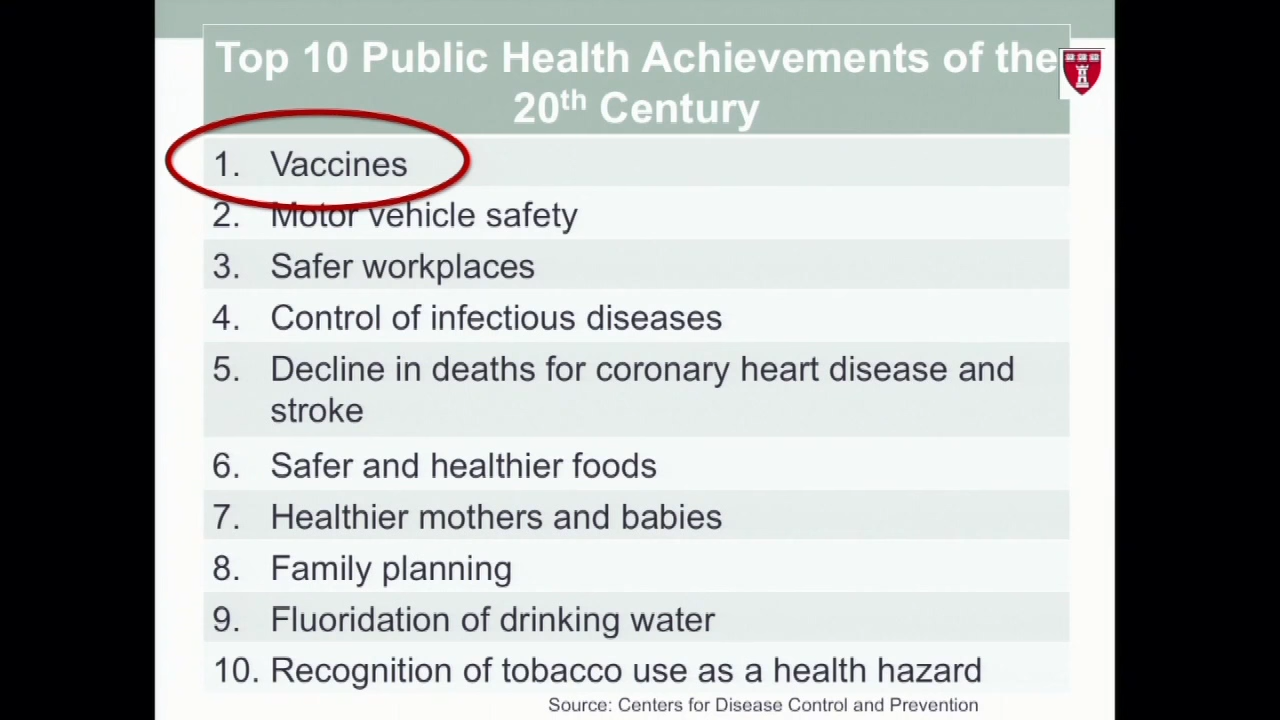 Top 10 Public Health Achievements of the
20th Century
1. Vaccines
2. Motor vehicle safety
3. Safer workplaces
4. Control of infectious diseases
5. Decline in deaths for coronary heart disease and
stroke
6. Safer and healthier foods
7. Healthier mothers and babies
8. Family planning
9. Fluoridation of drinking water
10. Recognition of tobacco use as a health hazard
Source: Centers for Disease Control and Prevention